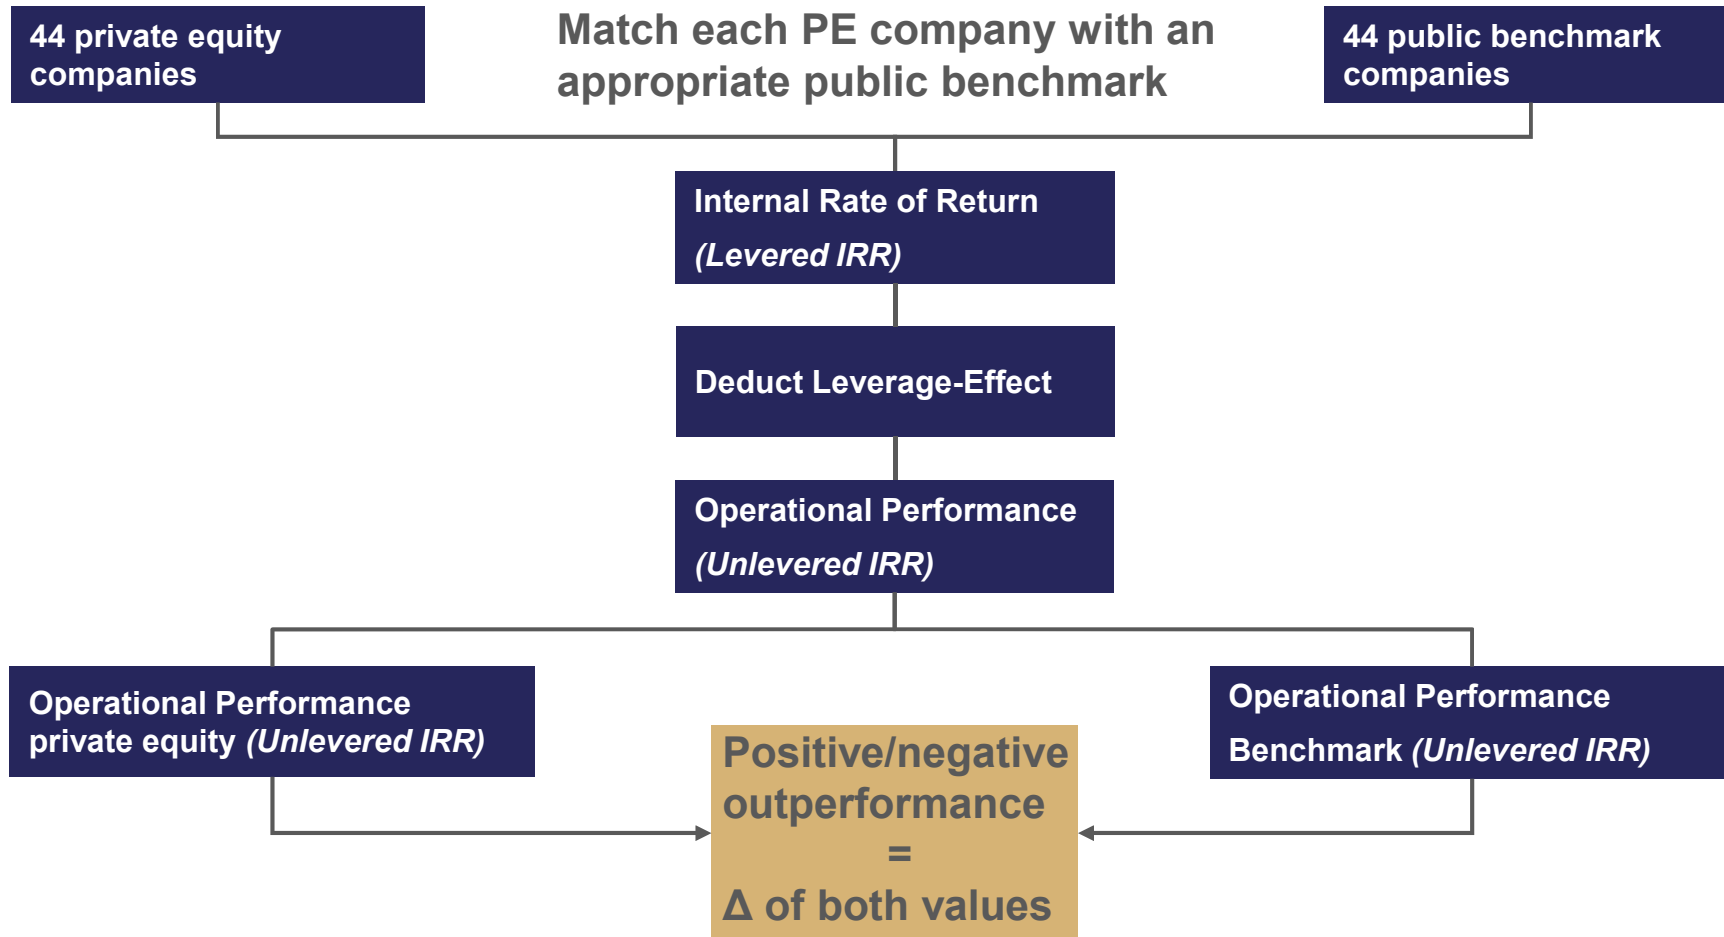 44 private equity
companies
Match each PE company with an
appropriate public benchmark
44 public benchmark
companies
Internal Rate of Return
(Levered IRR)
Deduct Leverage-Effect
Operational Performance
(Unlevered IRR)
Operational Performance
private equity (Unlevered IRR)
Positive/negative
outperformance
=
Δ of both values
Operational Performance
Benchmark (Unlevered IRR)